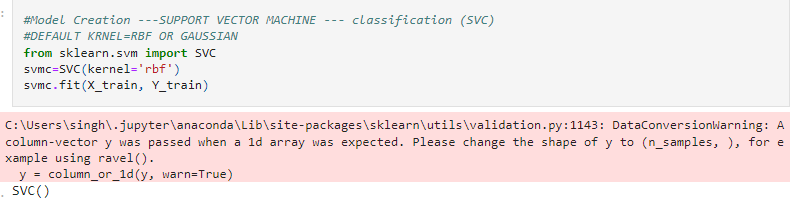 #Model Creation ---SUPPORT VECTOR MACHINE --- classification (SVC)
#DEFAULT KRNEL=RBF OR GAUSSIAN
from sklearn.svm import SVC
svmc=SVC(kernel='rbf')
svmc.fit(X_train, Y_train)
C:\Users\singh\.jupyter\anaconda\Lib\site-packages\sklearn\utils\validation.py:1143: DataConversionWarning: A
column-vector y was passed when a 1d array was expected. Please change the shape of y to (n_samples, ), for e
xample using ravel().
  y = column_or_1d(y, warn=True)
SVC()